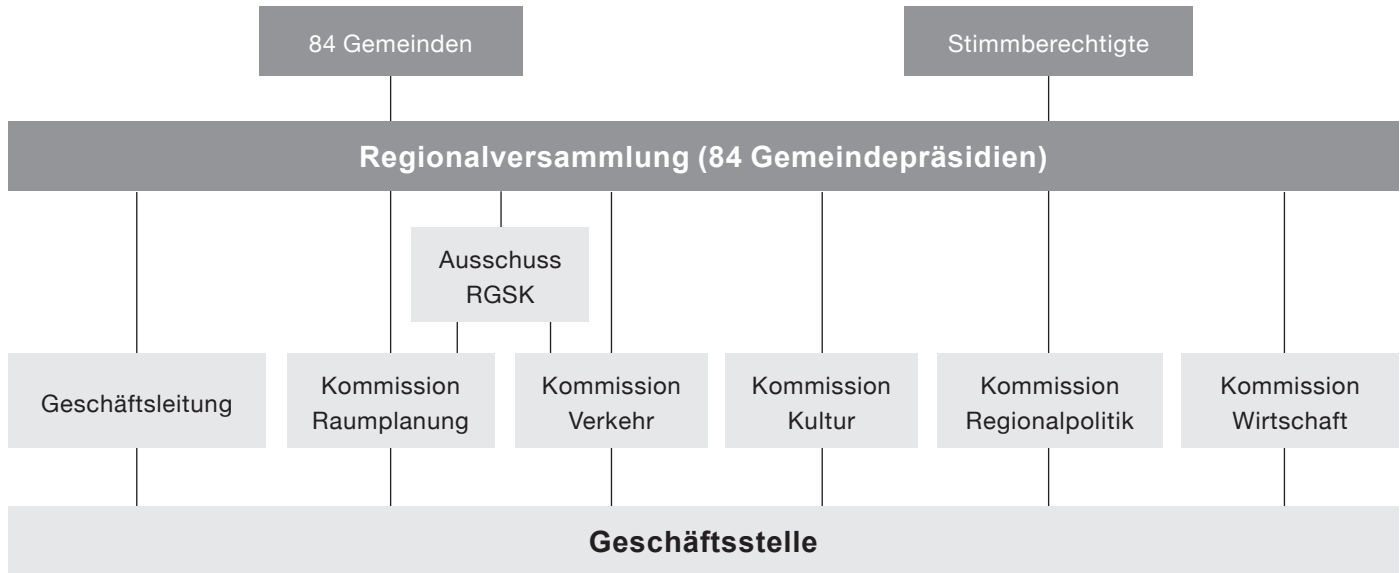 84 Gemeinden
Stimmberechtigte
Regionalversammlung (84 Gemeindepräsidien)
Ausschuss
RGSK
Geschäftsleitung
Kommission
Raumplanung
Kommission
Verkehr
Kommission
Kultur
Kommission
Regionalpolitik
Kommission
Wirtschaft
Geschäftsstelle